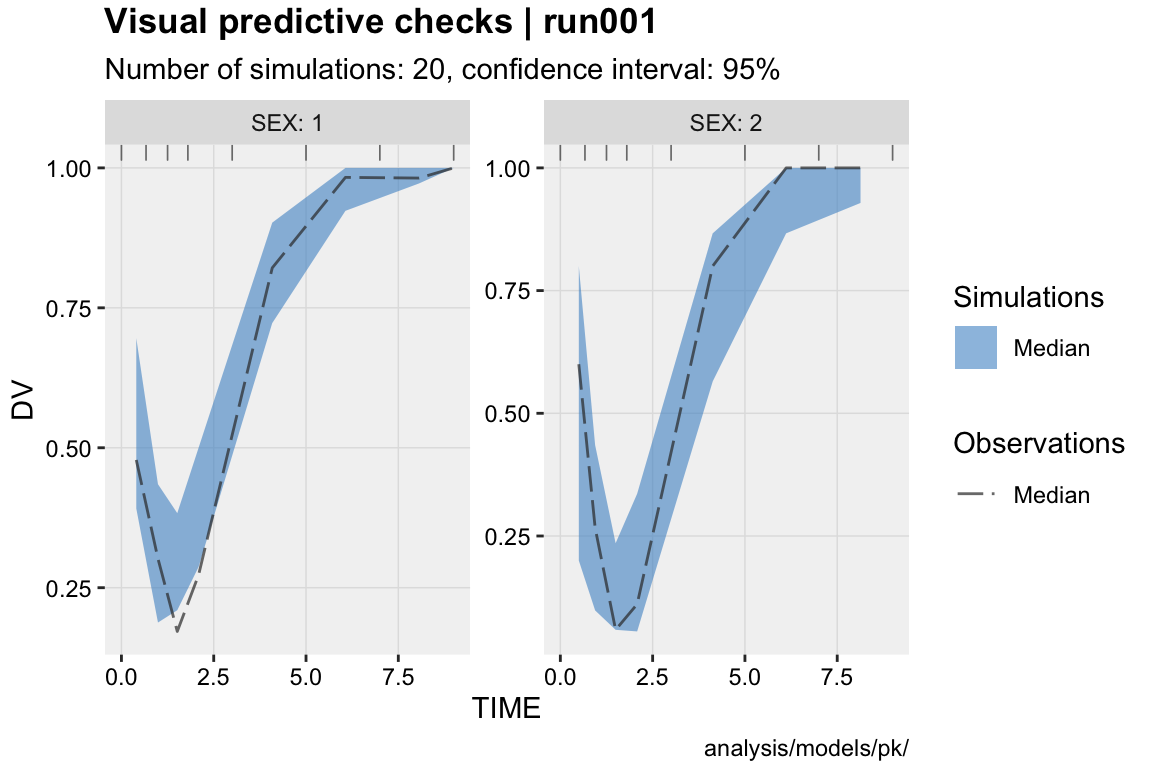 Visual predictive checks | run001
Number of simulations: 20, confidence interval: 95%
SEX: 1
SEX: 2
1.00
0.75
0.50
0.25
1.00
0.75
0.50
0.25
DV
0.0 2.5 5.0 7.5
0.0 2.5 5.0 7.5
TIME
Simulations
Median
Observations
Median
analysis/models/pk/